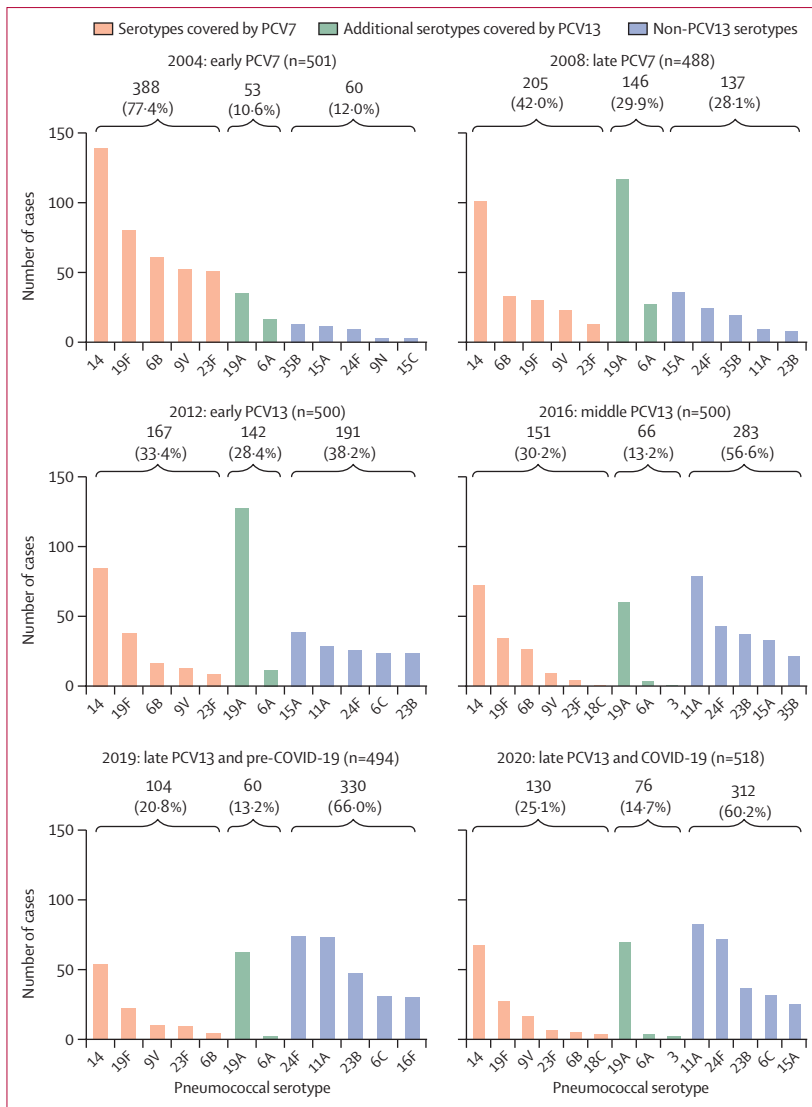 Serotypes covered by PCV7 Additional serotypes covered by PCV13 Non-PCV13 serotypes
2004: early PCV7 (n=501)
388 53 60
(77·4%) (10·6%) (12·0%)
150
100
50
0
Number of cases
14 19F 6B 9V 23F 19A 6A 35B 15A 24F 9N 15C
2008: late PCV7 (n=488)
205 146 137
(42·0%) (29·9%) (28·1%)
14 6B 19F 9V 23F 19A 6A 15A 24F 35B 11A 23B
2012: early PCV13 (n=500)
167 142 191
(33·4%) (28·4%) (38·2%)
150
100
50
0
Number of cases
14 19F 6B 9V 23F 19A 6A 15A 11A 24F 6C 23B
2016: middle PCV13 (n=500)
151 66 283
(30·2%) (13·2%) (56·6%)
14 19F 6B 9V 23F 18C 19A 6A 3 11A 24F 23B 15A 35B
2019: late PCV13 and pre-COVID-19 (n=494)
104 60 330
(20·8%) (13·2%) (66·0%)
150
100
50
0
Number of cases
14 19F 9V 23F 6B 19A 6A 24F 11A 23B 6C 16F
Pneumococcal serotype
2020: late PCV13 and COVID-19 (n=518)
130 76 312
(25·1%) (14·7%) (60·2%)
14 19F 9V 23F 6B 18C 19A 6A 3 11A 24F 23B 6C 15A
Pneumococcal serotype